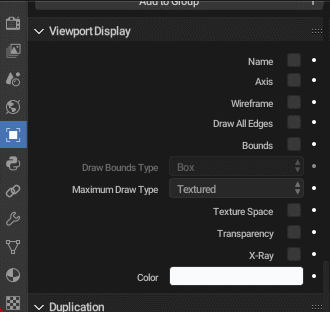 Add to Group
Viewport Display
Name
Axis
Wireframe
Draw All Edges
Bounds
Draw Bounds Type Box
Maximum Draw Type Textured
Texture Space
Transparency
X-Ray
Color
Duplication